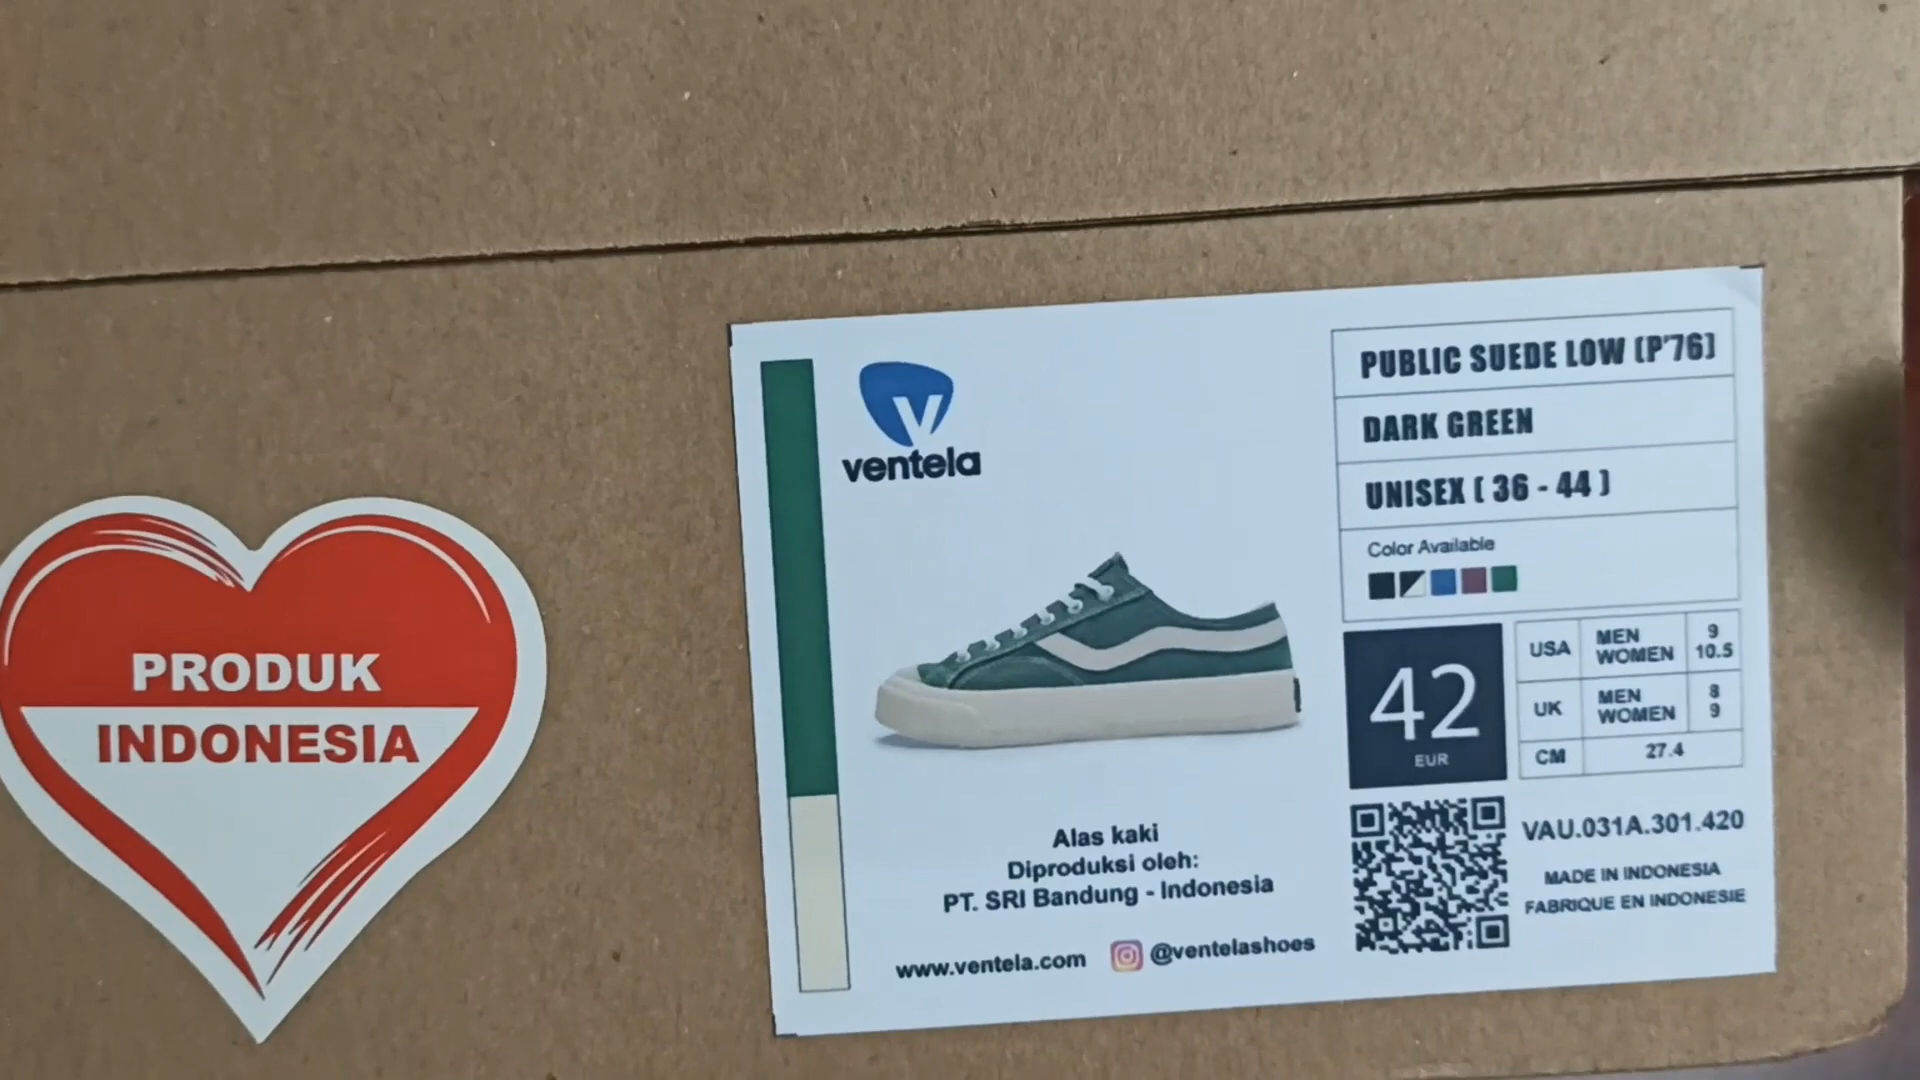 PRODUK
INDONESIA
ventela
Alas kaki
Diproduksi oleh:
PT. SRI Bandung - Indonesia
www.ventela.com @ventelashoes
PUBLIC SUEDE LOW (P'76)
DARK GREEN
UNISEX ( 36 - 44 )
Color Available
42
EUR
USA MEN 9
WOMEN 10.5
UK MEN 8
WOMEN 9
CM 27.4
VAU.031A.301.420
MADE IN INDONESIA
FABRIQUE EN INDONESIE